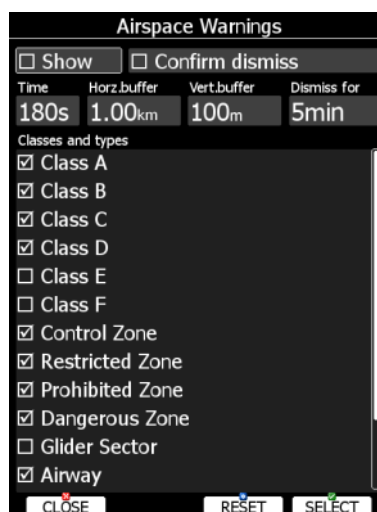 Airspace Warnings
Show Confirm dismiss
Time Horz.buffer Vert.buffer Dismiss for
180s 1.00km 100m 5min
Classes and types
Class A
Class B
Class C
Class D
Class E
Class F
Control Zone
Restricted Zone
Prohibited Zone
Dangerous Zone
Glider Sector
Airway
CLOSE RESET SELECT